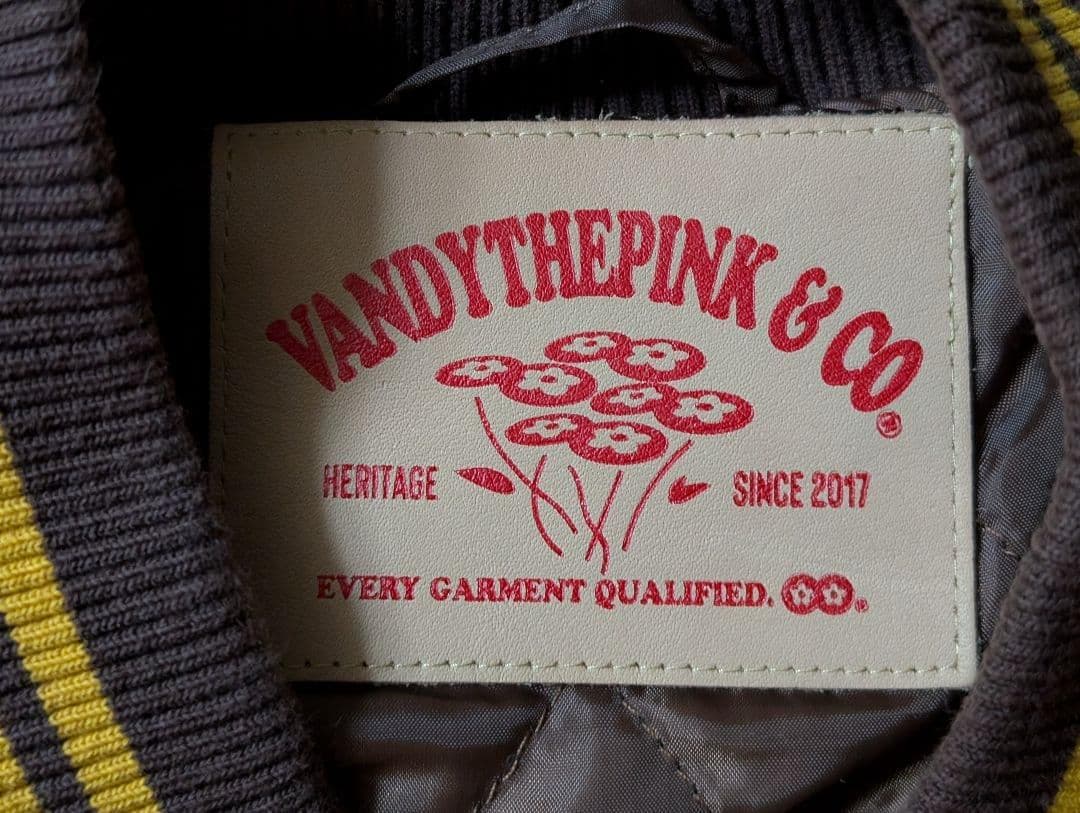 VANDYTHEPINK & CO
HERITAGE
SINCE 2017
EVERY GARMENT QUALIFIED.